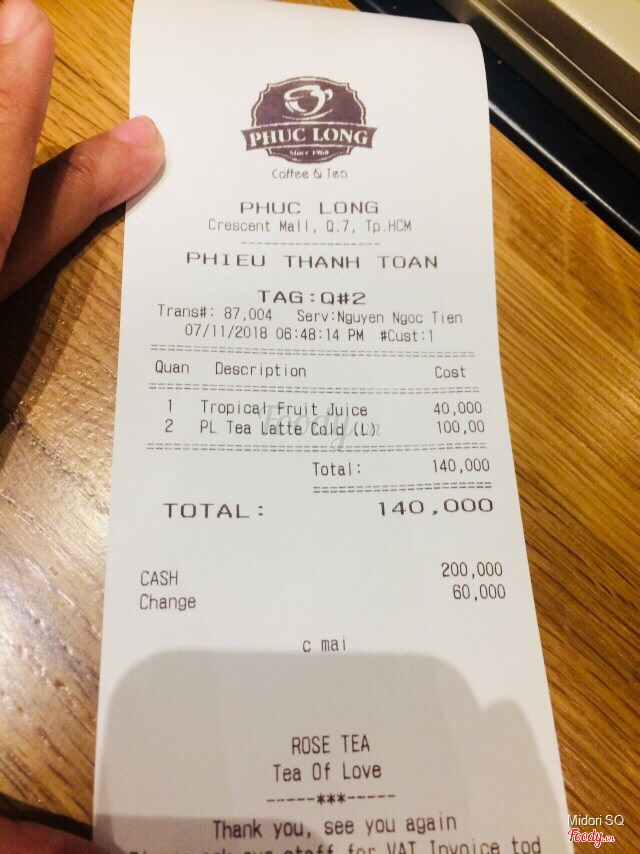 PHUC LONG
Since 1968
Coffee & Tea
PHUC LONG
Crescent Mall, Q.7, Tp.HCM
--------------------
PHIEU THANH TOAN
TAG:Q#2
Trans#: 87,004 Serv:Nguyen Ngoc Tien
07/11/2018 06:48:14 PM #Cust:1
Quan Description Cost
1 Tropical Fruit Juice 40,000
2 PL Tea Latte Cold (L) 100,00
Total: 140,000
TOTAL: 140,000
CASH 200,000
Change 60,000
c mai
ROSE TEA
Tea Of Love
-----***-----
Thank you, see you again
staff for VAT Invoice tod
Foody.vn
Midori SQ
Foody.vn